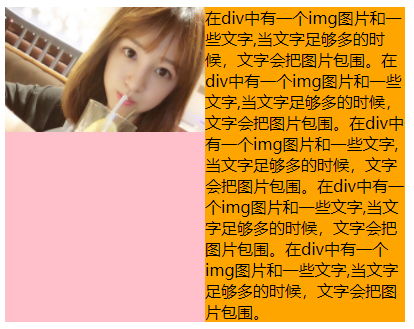 在div中有一个img图片和一
些文字,当文字足够多的时
候，文字会把图片包围。在
div中有一个img图片和一些
文字,当文字足够多的时候，
文字会把图片包围。在div中
有一个img图片和一些文字,
当文字足够多的时候，文字
会把图片包围。在div中有一
个img图片和一些文字,当文
字足够多的时候，文字会把
图片包围。在div中有一个
img图片和一些文字,当文字
足够多的时候，文字会把图
片包围。